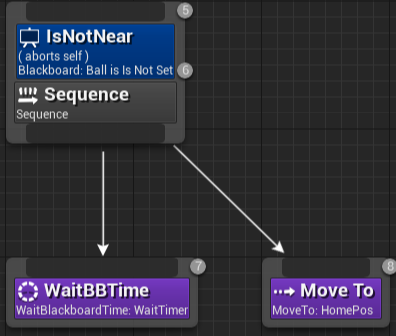 5
IsNotNear
( aborts self )
Blackboard: Ball is Is Not Set
6
Sequence
Sequence
7
WaitBBTime
WaitBlackboardTime: WaitTimer
8
Move To
MoveTo: HomePos